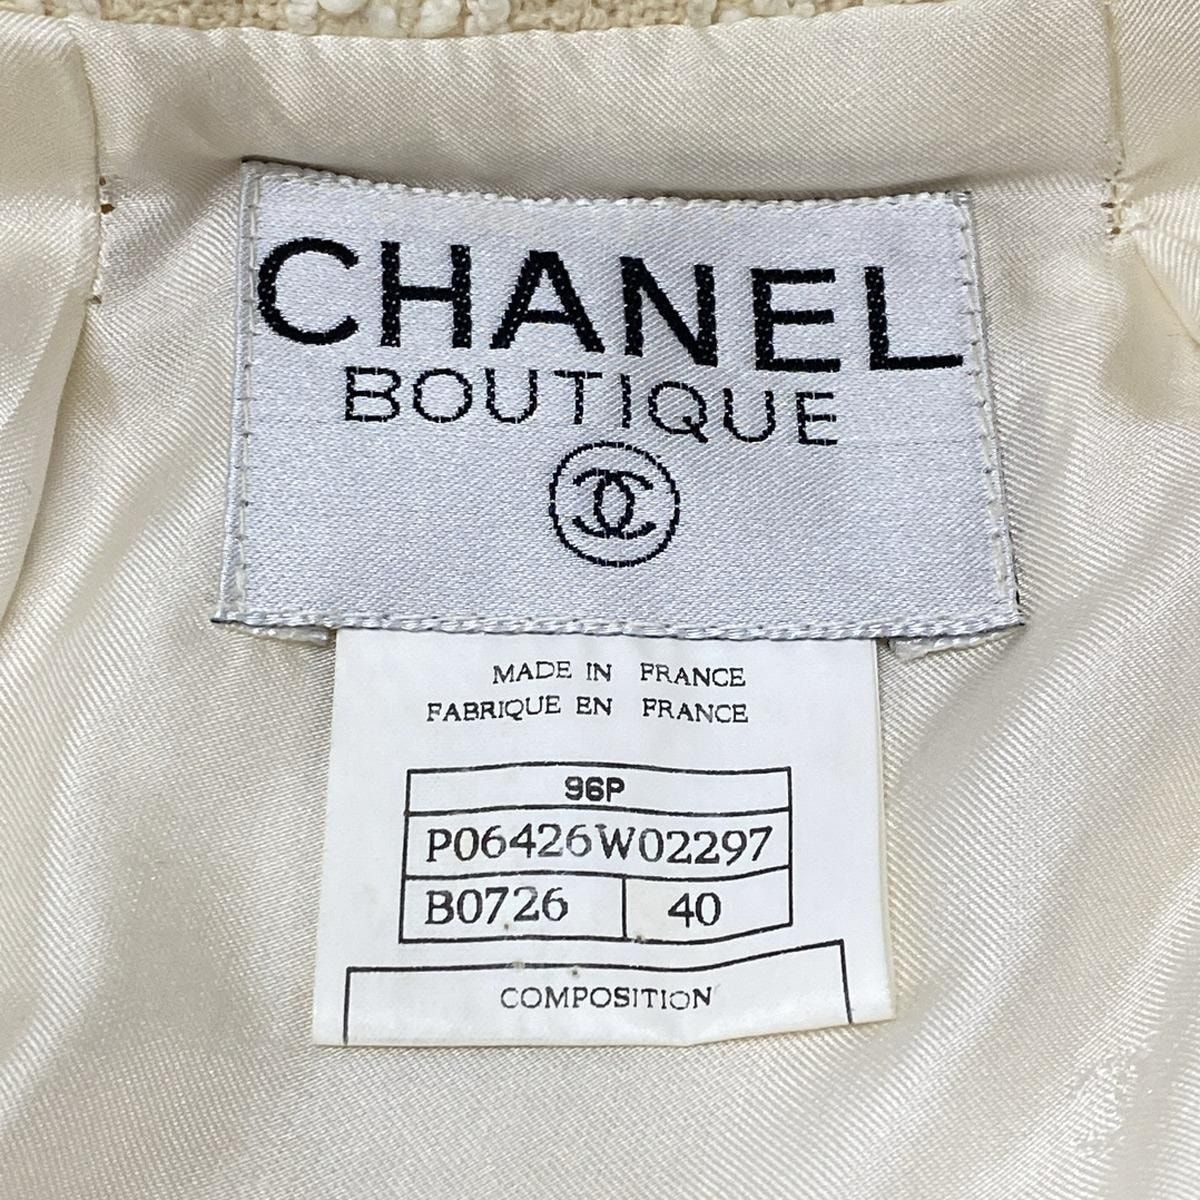 CHANEL
BOUTIQUE
MADE IN FRANCE
FABRIQUE EN FRANCE
96P
P06426W02297
B0726 40
COMPOSITION